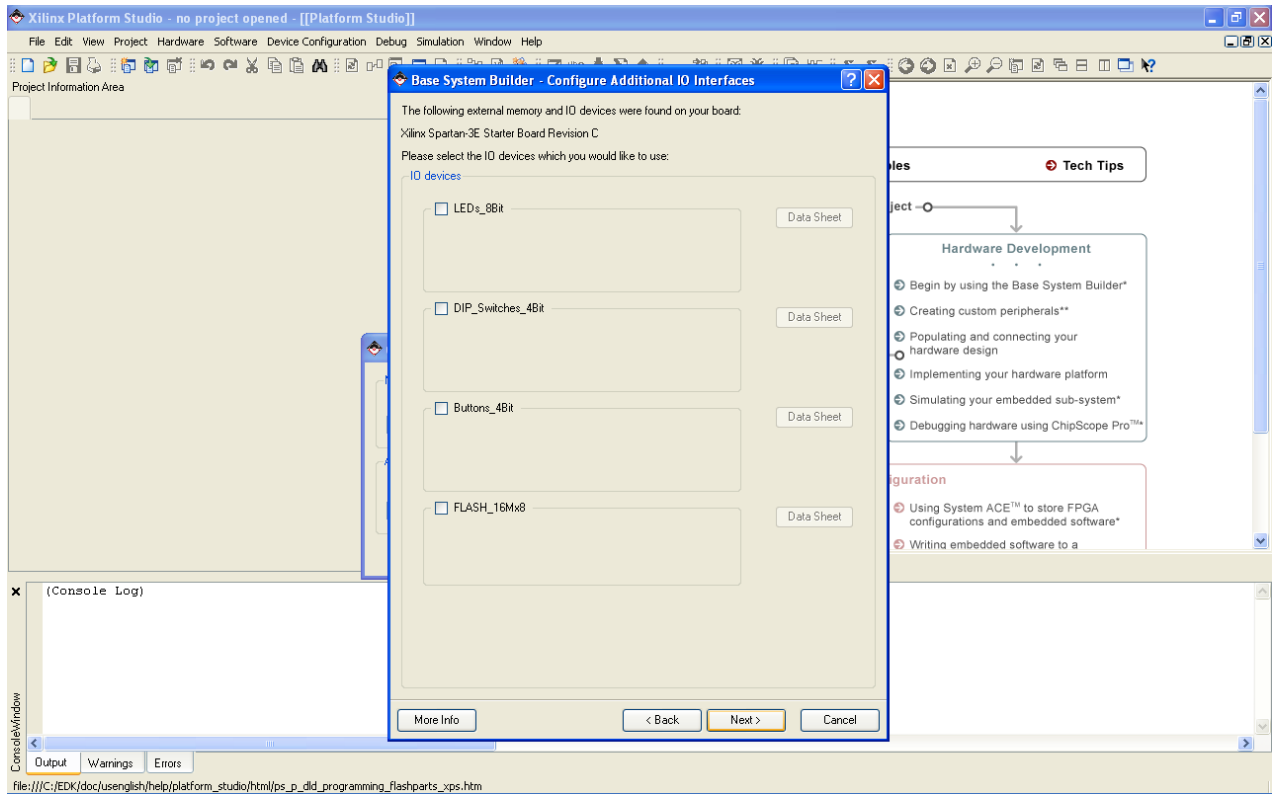 Xilinx Platform Studio - no project opened - [[Platform Studio]]
File Edit View Project Hardware Software Device Configuration Debug Simulation Window Help
Project Information Area
Base System Builder - Configure Additional IO Interfaces
The following external memory and IO devices were found on your board:
Xilinx Spartan-3E Starter Board Revision C
Please select the IO devices which you would like to use:
IO devices
LEDs_8Bit
Data Sheet
DIP_Switches_4Bit
Data Sheet
Buttons_4Bit
Data Sheet
FLASH_16Mx8
Data Sheet
More Info
< Back
Next >
Cancel
les
Tech Tips
ject
Hardware Development
Begin by using the Base System Builder*
Creating custom peripherals**
Populating and connecting your
hardware design
Implementing your hardware platform
Simulating your embedded sub-system*
Debugging hardware using ChipScope Pro™*
iguration
Using System ACE™ to store FPGA
configurations and embedded software*
Writing embedded software to a
(Console Log)
ConsoleWindow
Output Warnings Errors
file:///C:/EDK/doc/usenglish/help/platform_studio/html/ps_p_dld_programming_flashparts_xps.htm